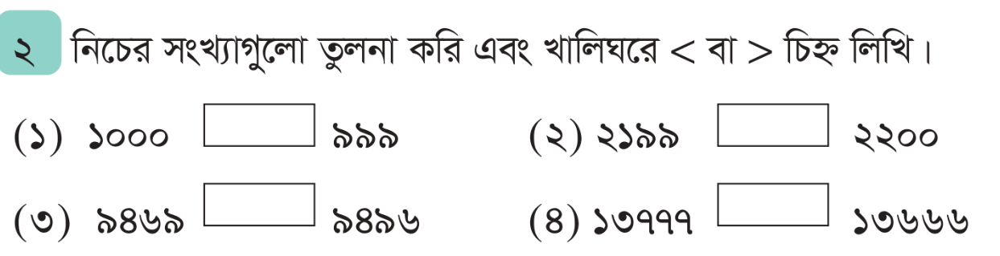 ২ নিচের সংখ্যাগুলো তুলনা করি এবং খালিঘরে < বা > চিহ্ন লিখি।
(১) ১০০০ ৯৯৯ (২) ২১৯৯ ২২০০
(৩) ৯৪৬৯ ৯৪৯৬ (৪) ১৩৭৭৭ ১৩৬৬৬